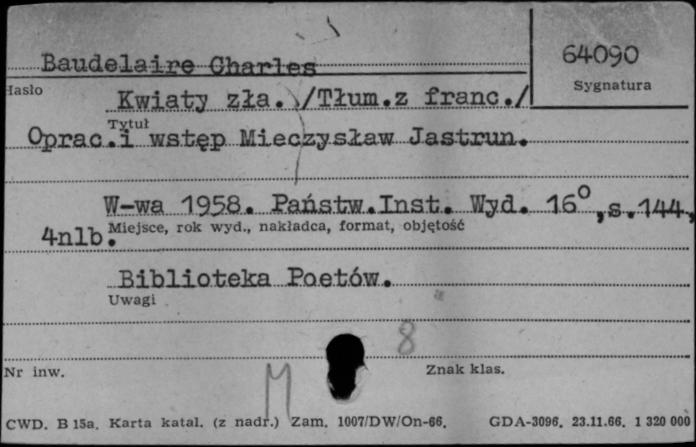 Baudelaire Charles
64090
Hasło
Sygnatura
Kwiaty zła. /Tłum.z franc./
Tytuł
Oprac.i wstęp Mieczysław Jastrun.
W-wa 1958. Państw.Inst. Wyd. 16⁰,s.144,
Miejsce, rok wyd., nakładca, format, objętość
4nlb.
Biblioteka Poetów.
Uwagi
8
Nr inw.
M
Znak klas.
CWD. B 15a. Karta katal. (z nadr.) Zam. 1007/DW/On-66. GDA-3096. 23.11.66. 1 320 000